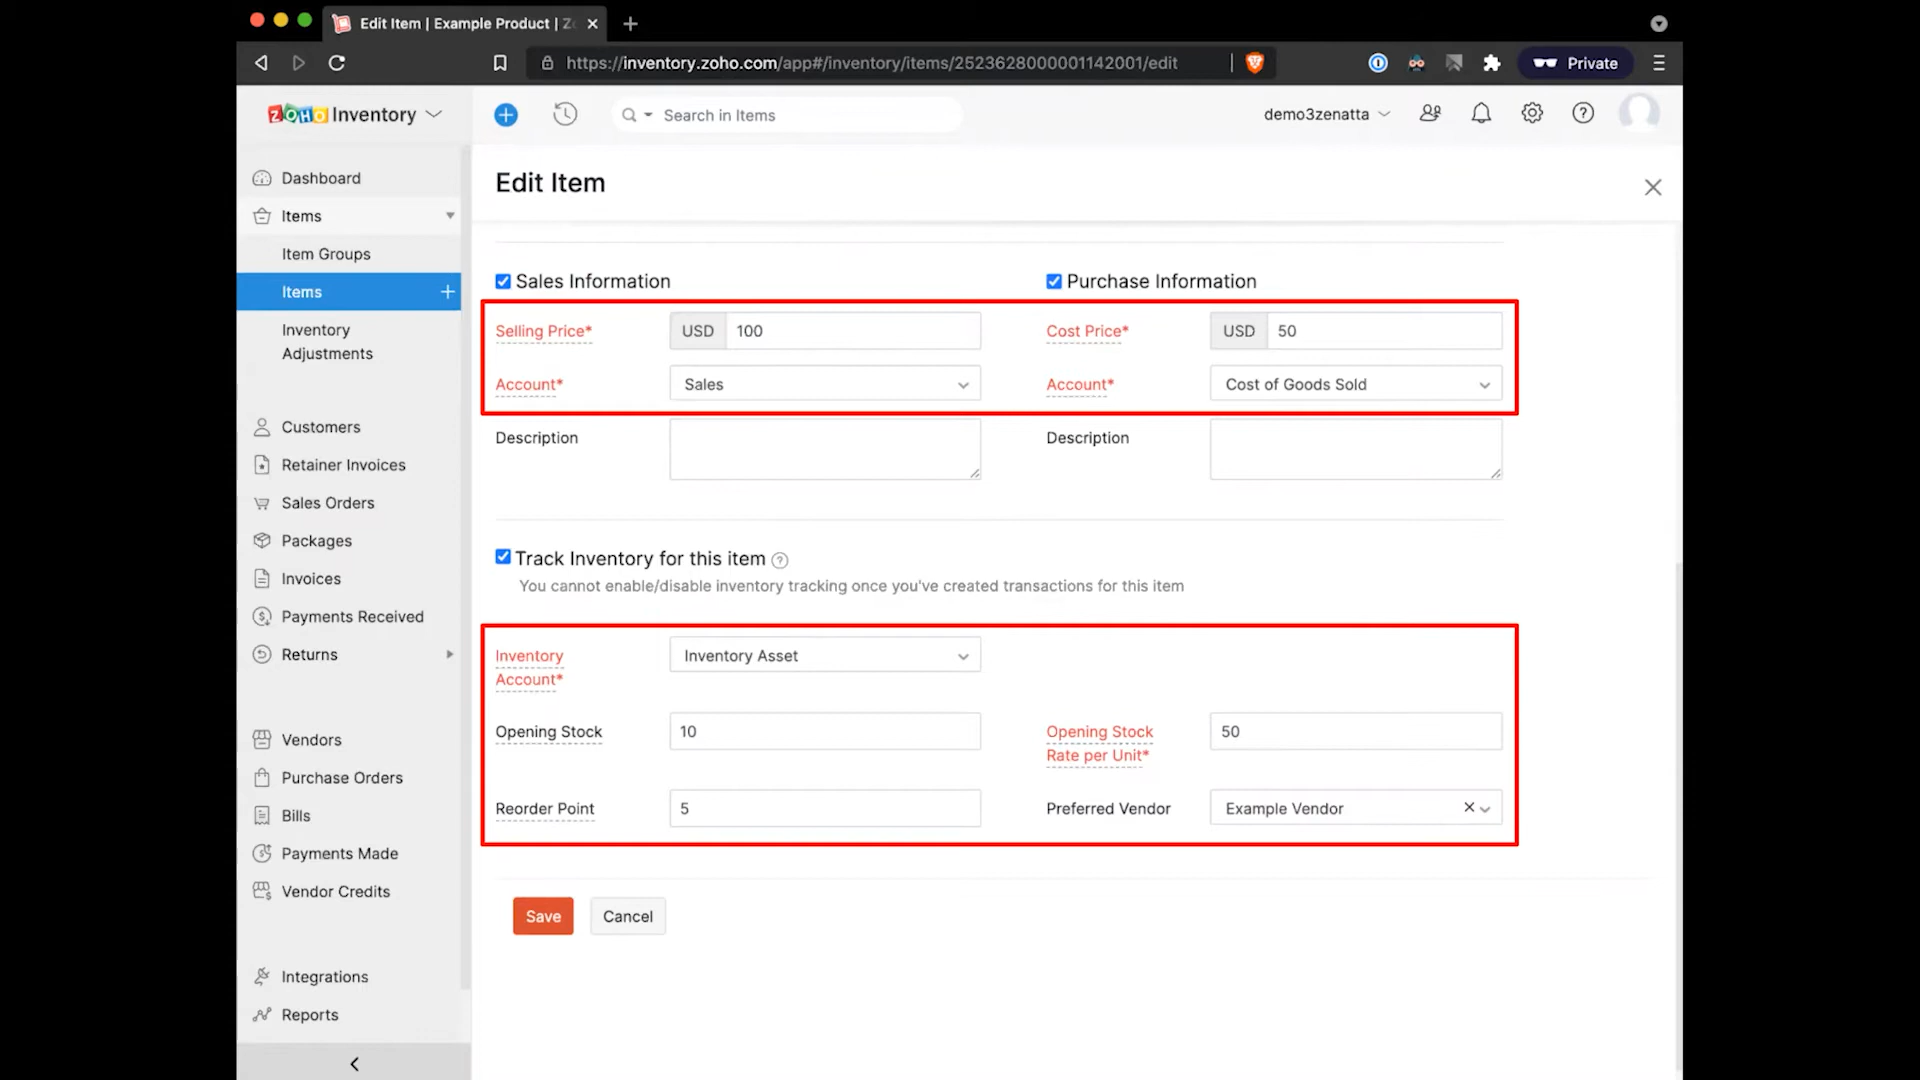 Edit Item | Example Product | Z
https://inventory.zoho.com/app#/inventory/items/2523628000001142001/edit
Private
ZOHO Inventory
Search in Items
demo3zenatta
Dashboard
Items
Item Groups
Items
Inventory
Adjustments
Customers
Retainer Invoices
Sales Orders
Packages
Invoices
Payments Received
Returns
Vendors
Purchase Orders
Bills
Payments Made
Vendor Credits
Integrations
Reports
Edit Item
Sales Information
Purchase Information
Selling Price* USD 100
Cost Price* USD 50
Account* Sales
Account* Cost of Goods Sold
Description
Description
Track Inventory for this item
You cannot enable/disable inventory tracking once you've created transactions for this item
Inventory
Account*
Inventory Asset
Opening Stock 10
Opening Stock
Rate per Unit*
50
Reorder Point 5
Preferred Vendor Example Vendor
Save Cancel